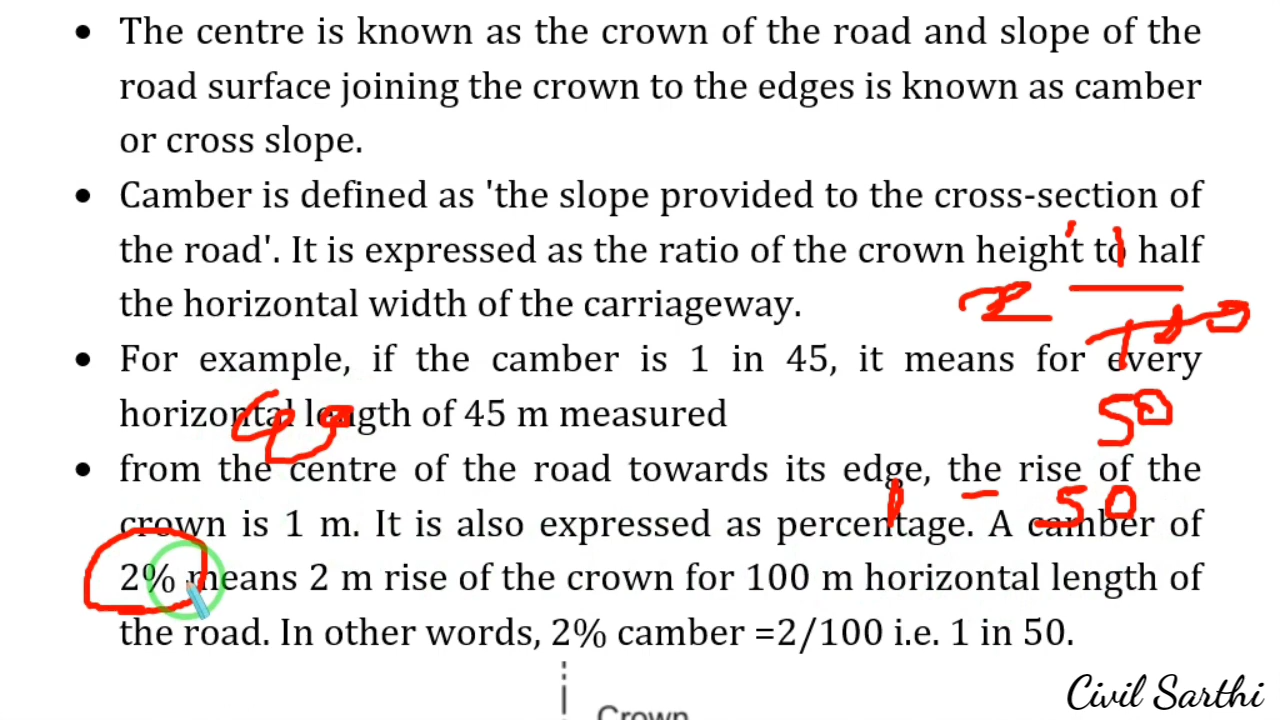 • The centre is known as the crown of the road and slope of the
road surface joining the crown to the edges is known as camber
or cross slope.
• Camber is defined as 'the slope provided to the cross-section of
the road'. It is expressed as the ratio of the crown height to half
the horizontal width of the carriageway.
• For example, if the camber is 1 in 45, it means for every
horizontal length of 45 m measured
50
• from the centre of the road towards its edge, the rise of the
1 - 50
crown is 1 m. It is also expressed as percentage. A camber of
2% means 2 m rise of the crown for 100 m horizontal length of
the road. In other words, 2% camber =2/100 i.e. 1 in 50.
Civil Sarthi
Crown